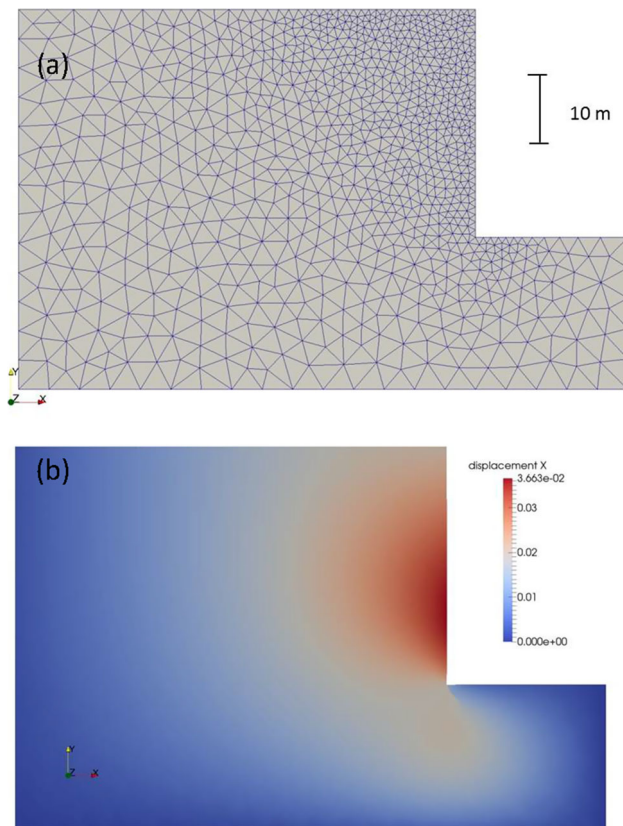 (a)
10 m
Y
Z X
(b)
displacement X
3.663e-02
0.03
0.02
0.01
0.000e+00
Y
Z X